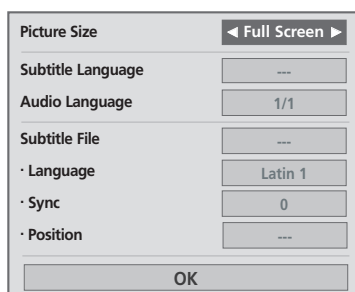 Picture Size ◄ Full Screen ►
Subtitle Language ---
Audio Language 1/1
Subtitle File ---
· Language Latin 1
· Sync 0
· Position ---
OK